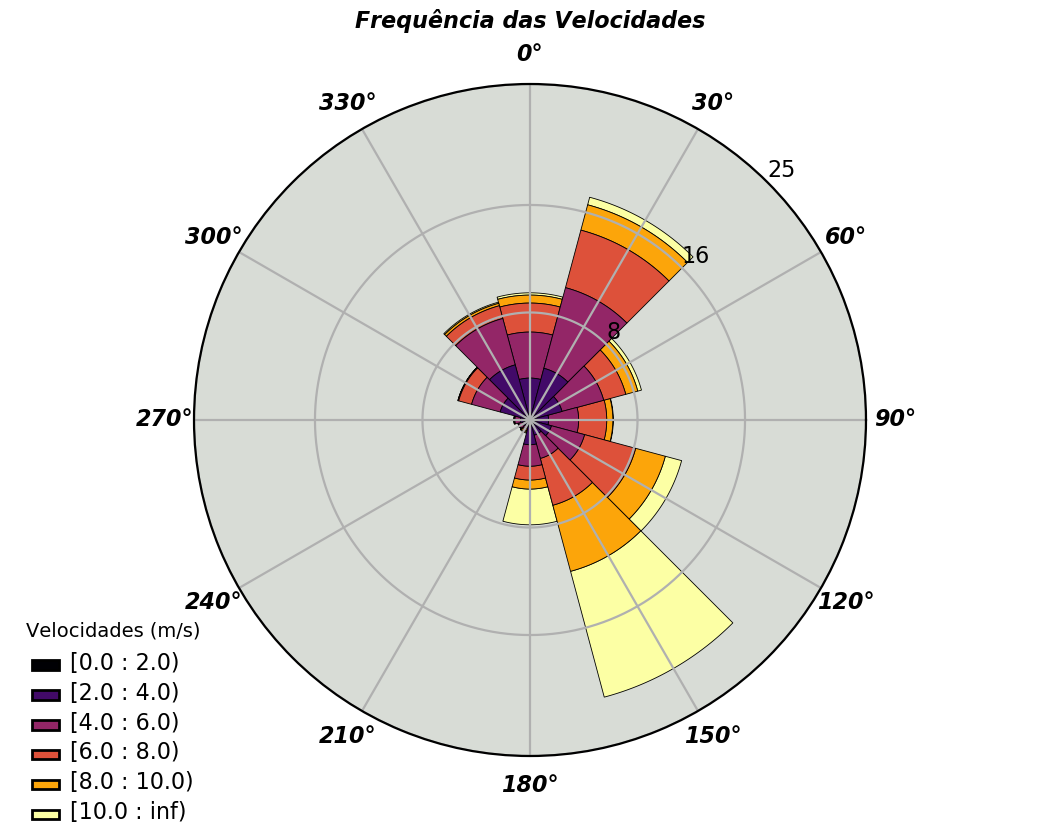 Frequência das Velocidades
0°
330°
30°
25
300°
60°
16
8
270°
90°
240°
120°
210°
150°
180°
Velocidades (m/s)
[0.0 : 2.0)
[2.0 : 4.0)
[4.0 : 6.0)
[6.0 : 8.0)
[8.0 : 10.0)
[10.0 : inf)